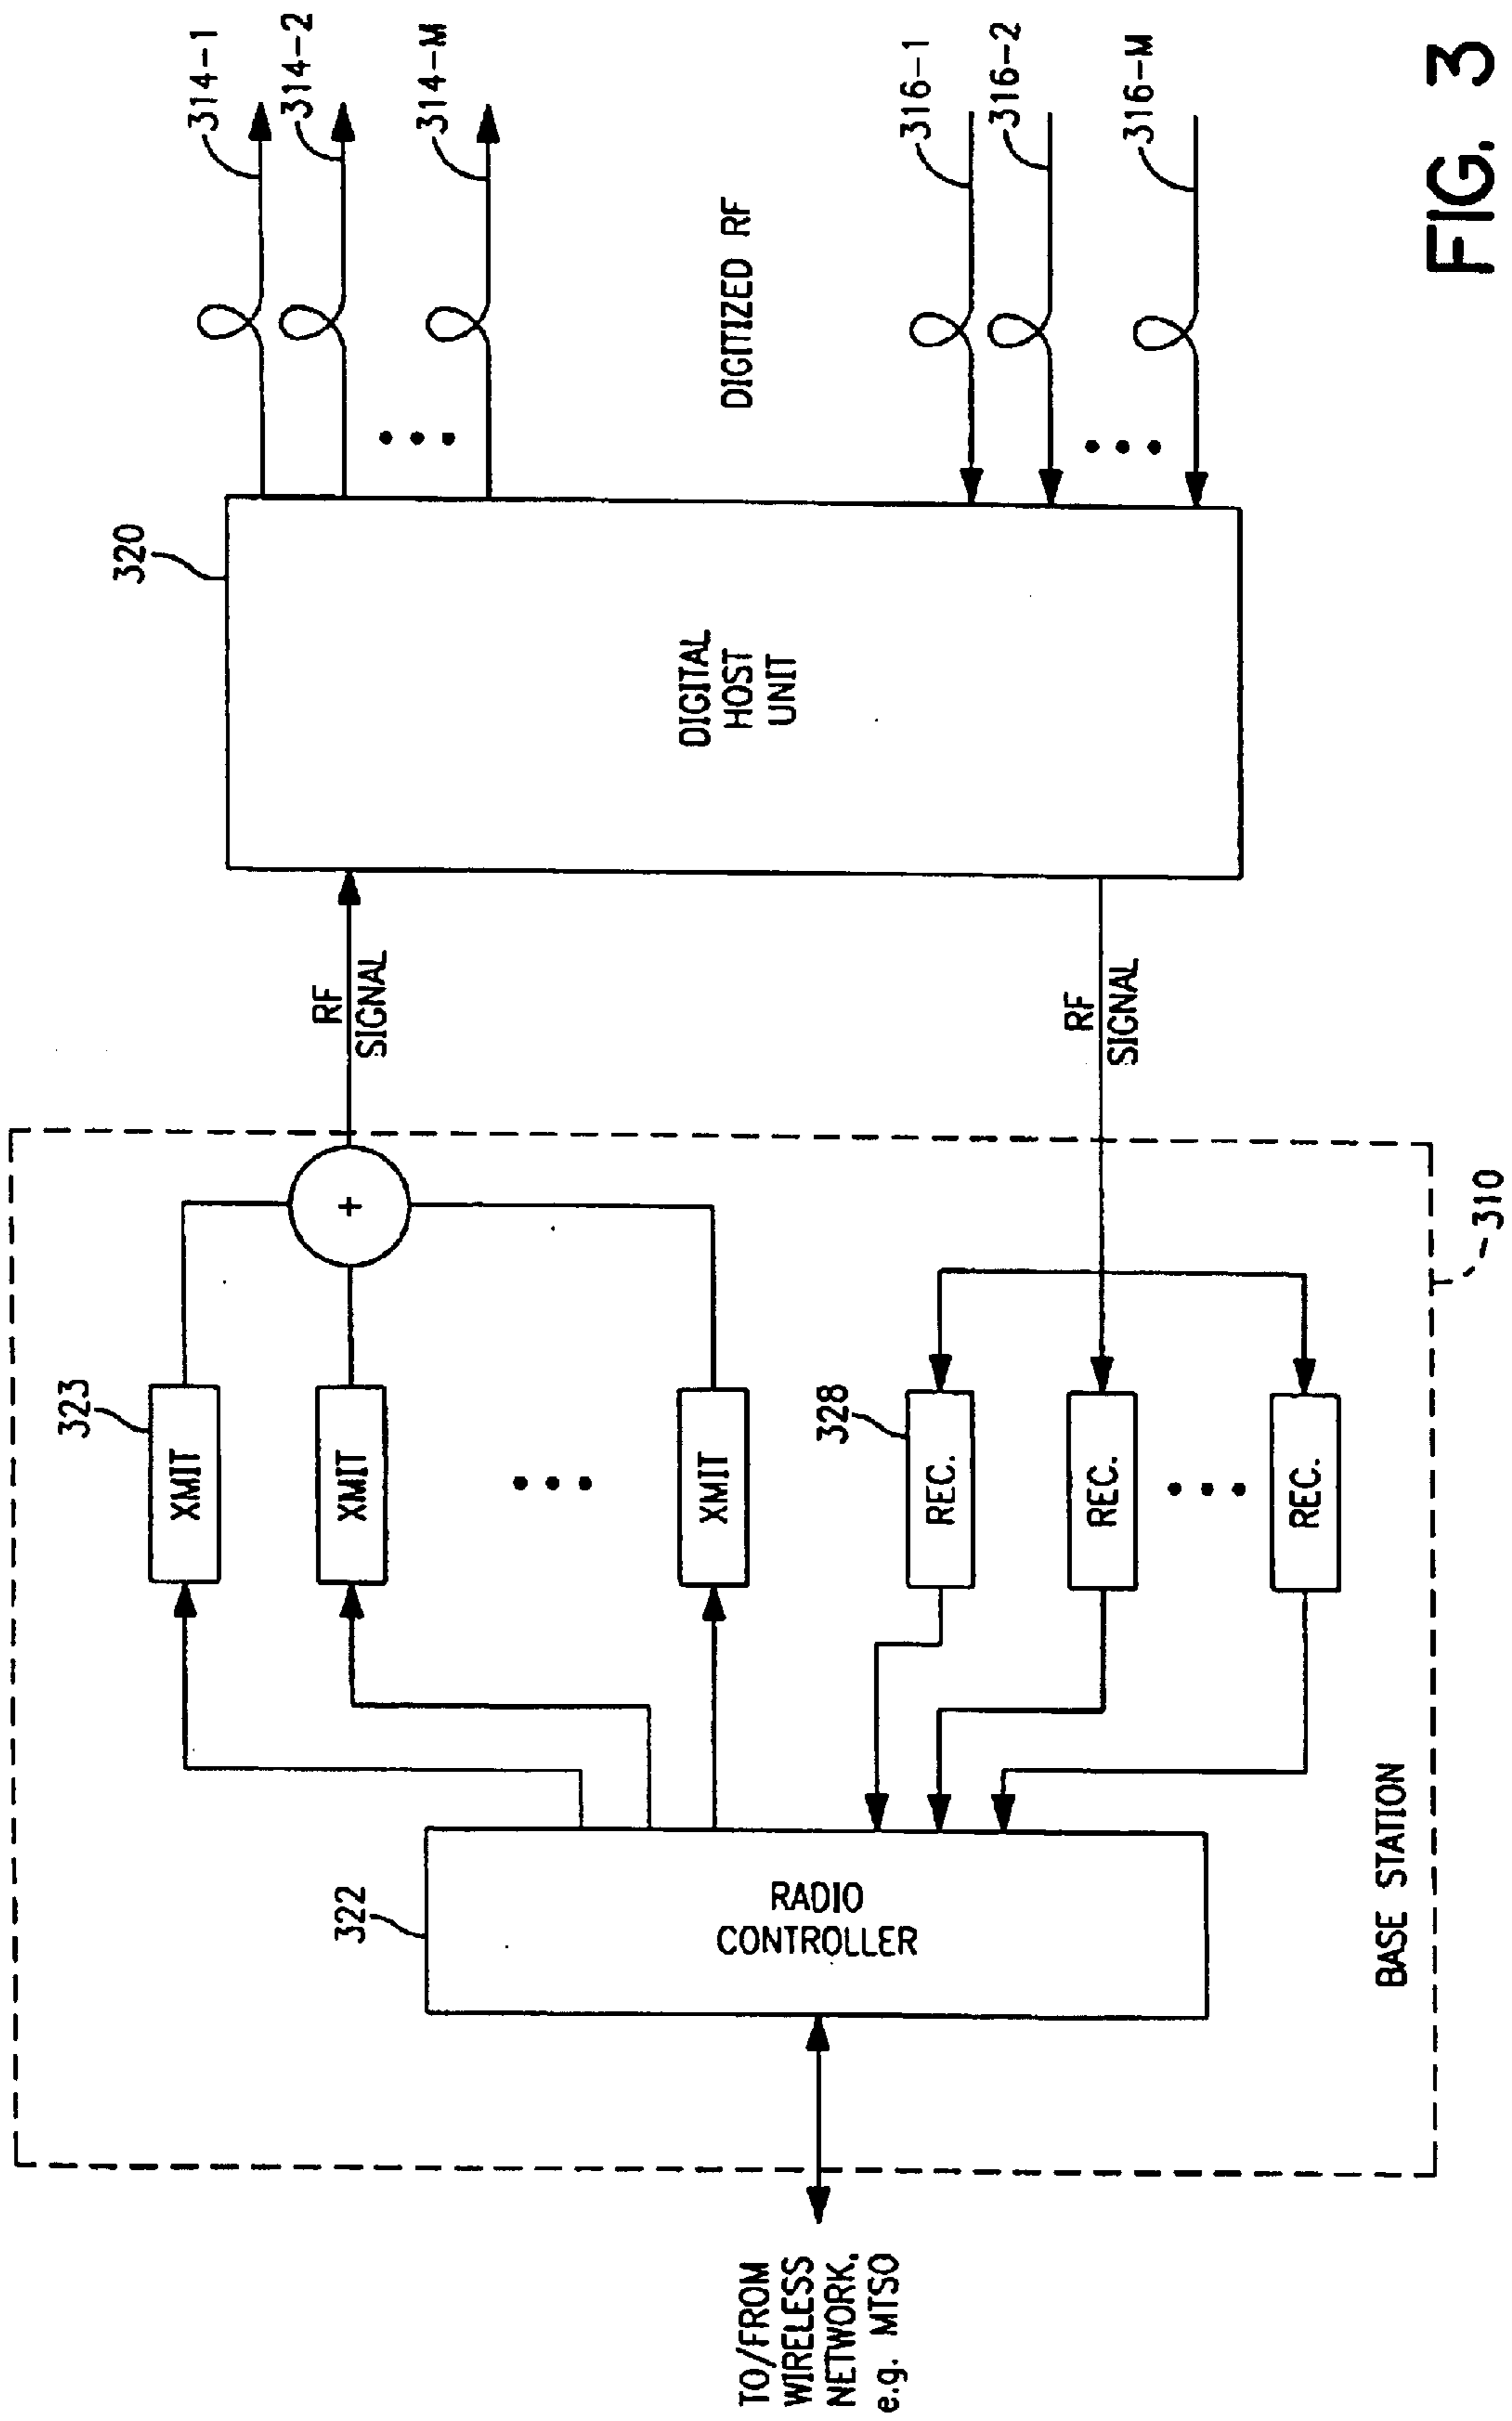 TO/FROM
WIRELESS
NETWORK.
e.g. MTSO
322
RADIO
CONTROLLER
323
XMIT
XMIT
XMIT
328
REC.
REC.
REC.
BASE STATION
310
+
RF
SIGNAL
RF
SIGNAL
320
DIGITAL
HOST
UNIT
314-1
314-2
314-M
DIGITIZED RF
316-1
316-2
316-M
FIG. 3